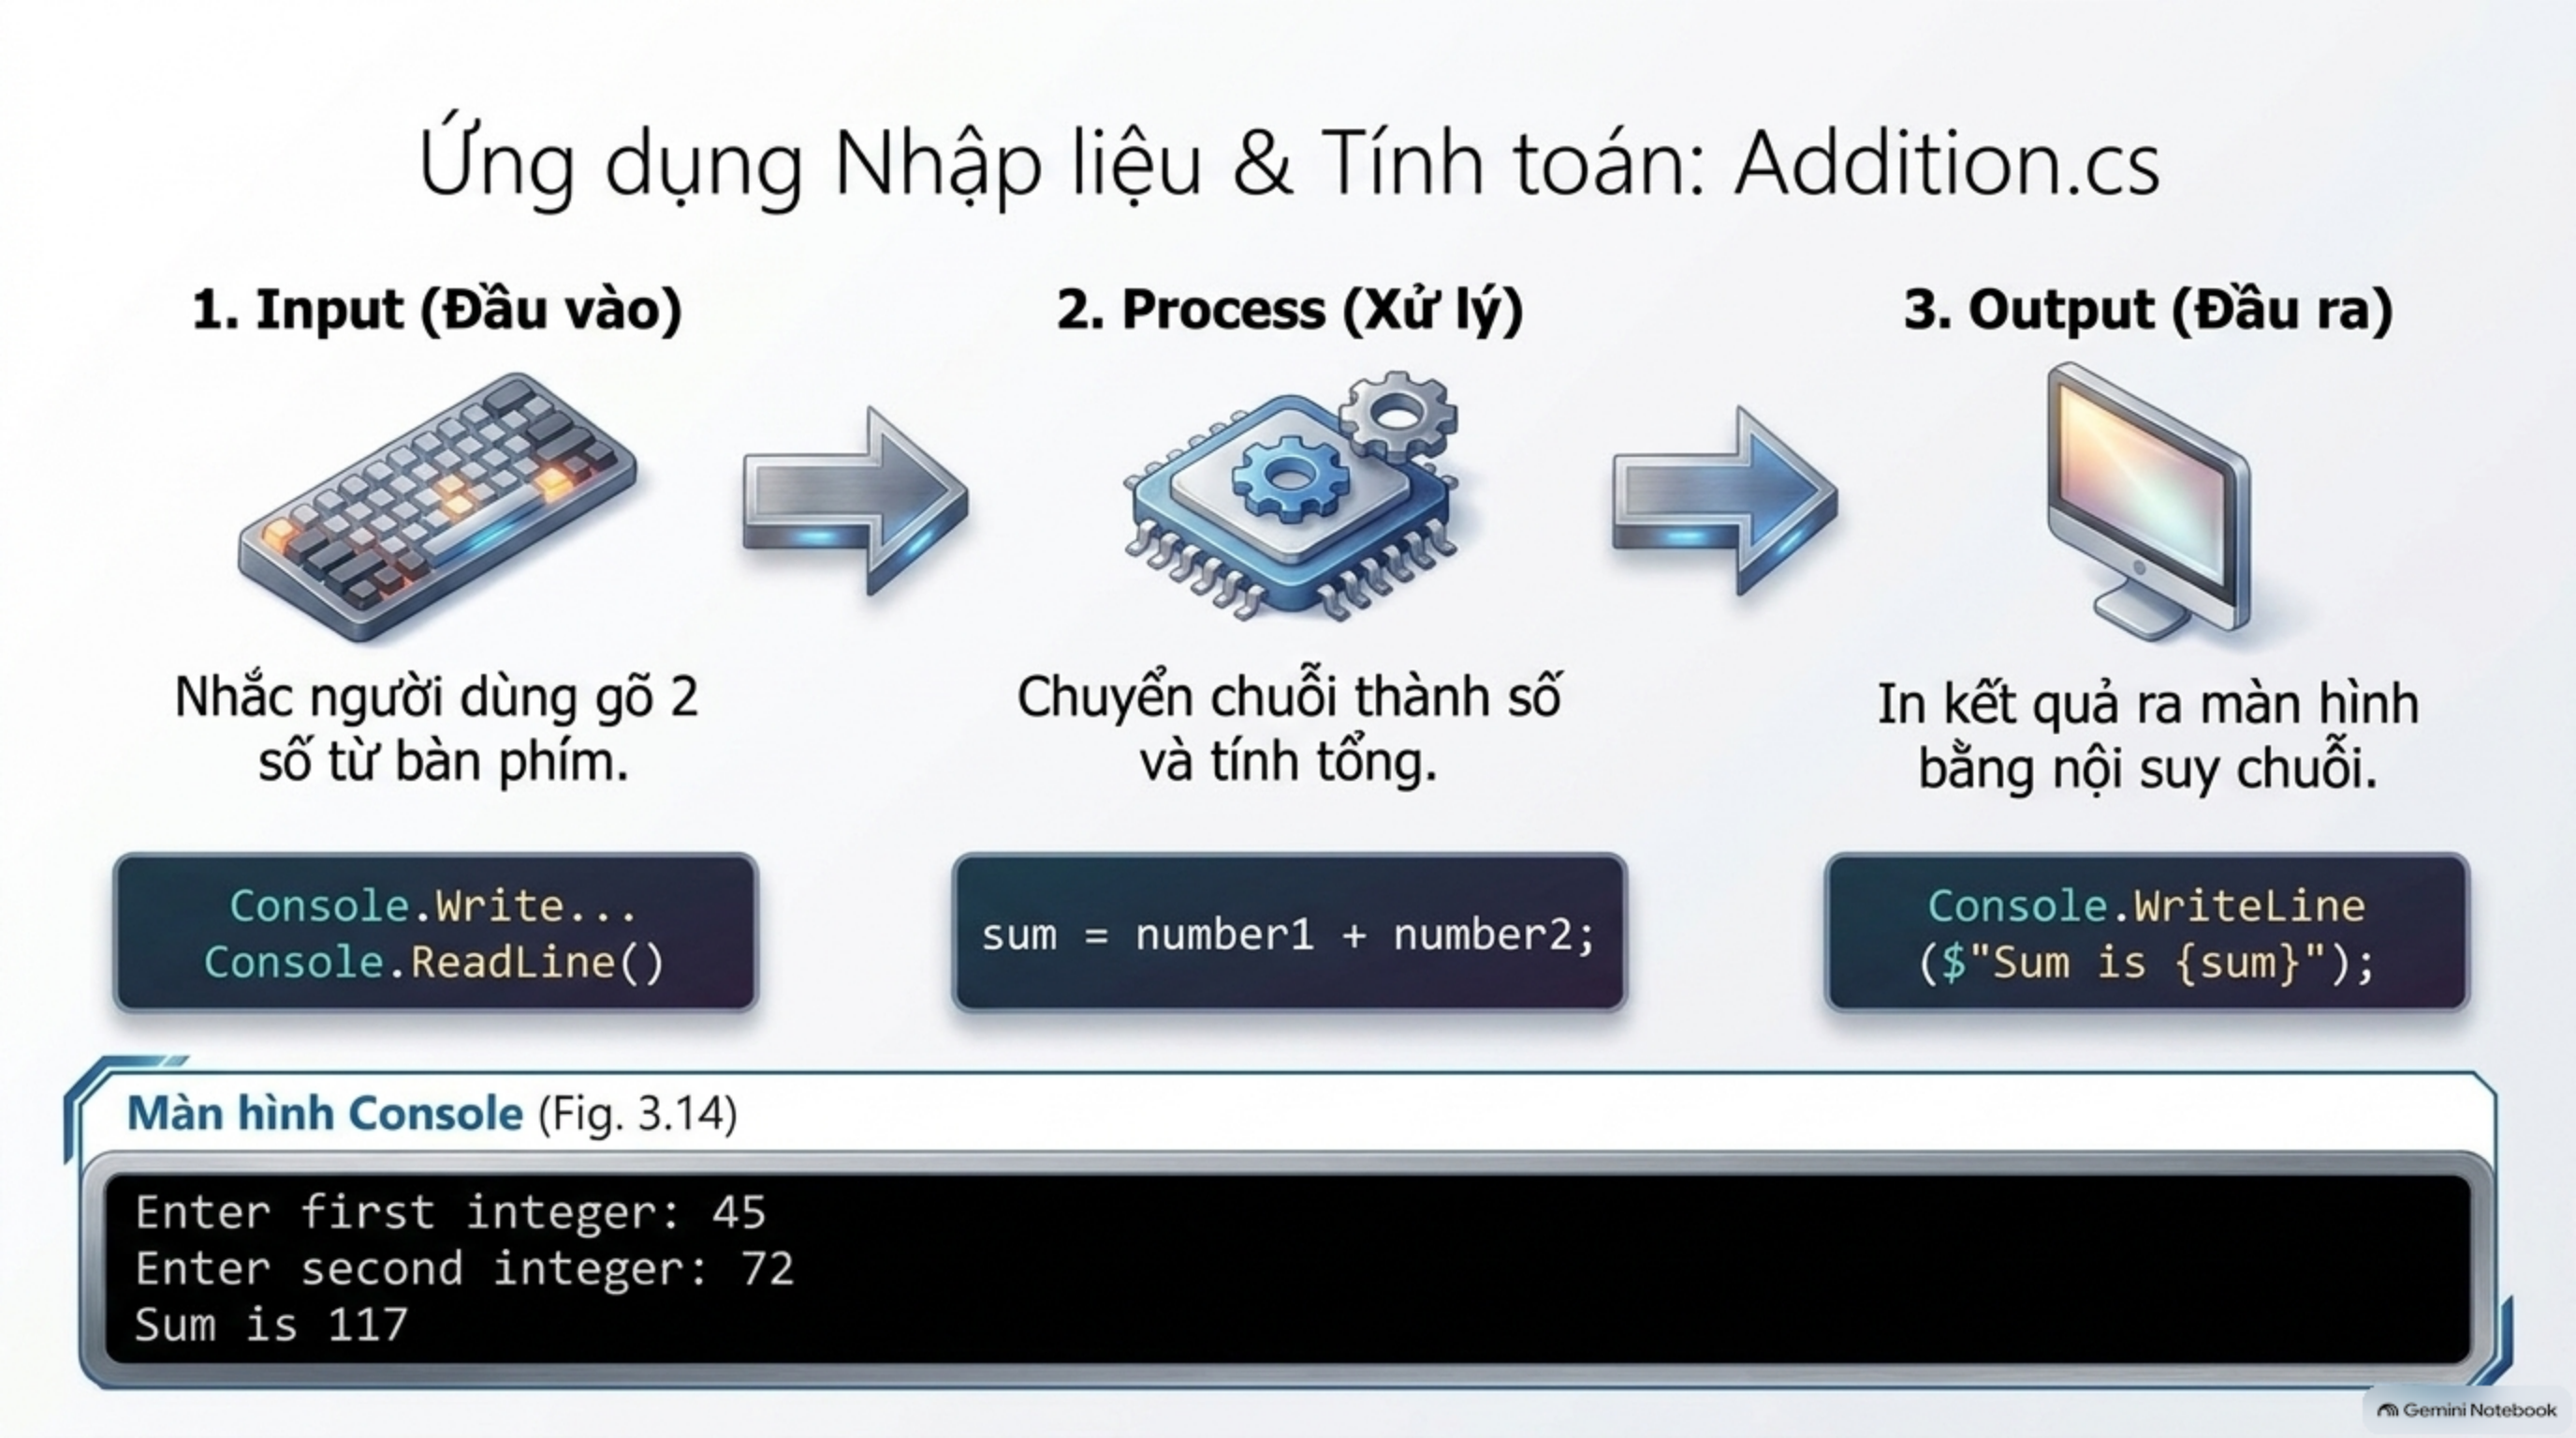 Ứng dụng Nhập liệu & Tính toán: Addition.cs
1. Input (Đầu vào)
Nhắc người dùng gõ 2
số từ bàn phím.
Console.Write...
Console.ReadLine()
2. Process (Xử lý)
Chuyển chuỗi thành số
và tính tổng.
sum = number1 + number2;
3. Output (Đầu ra)
In kết quả ra màn hình
bằng nội suy chuỗi.
Console.WriteLine
($"Sum is {sum}");
Màn hình Console (Fig. 3.14)
Enter first integer: 45
Enter second integer: 72
Sum is 117
Gemini Notebook